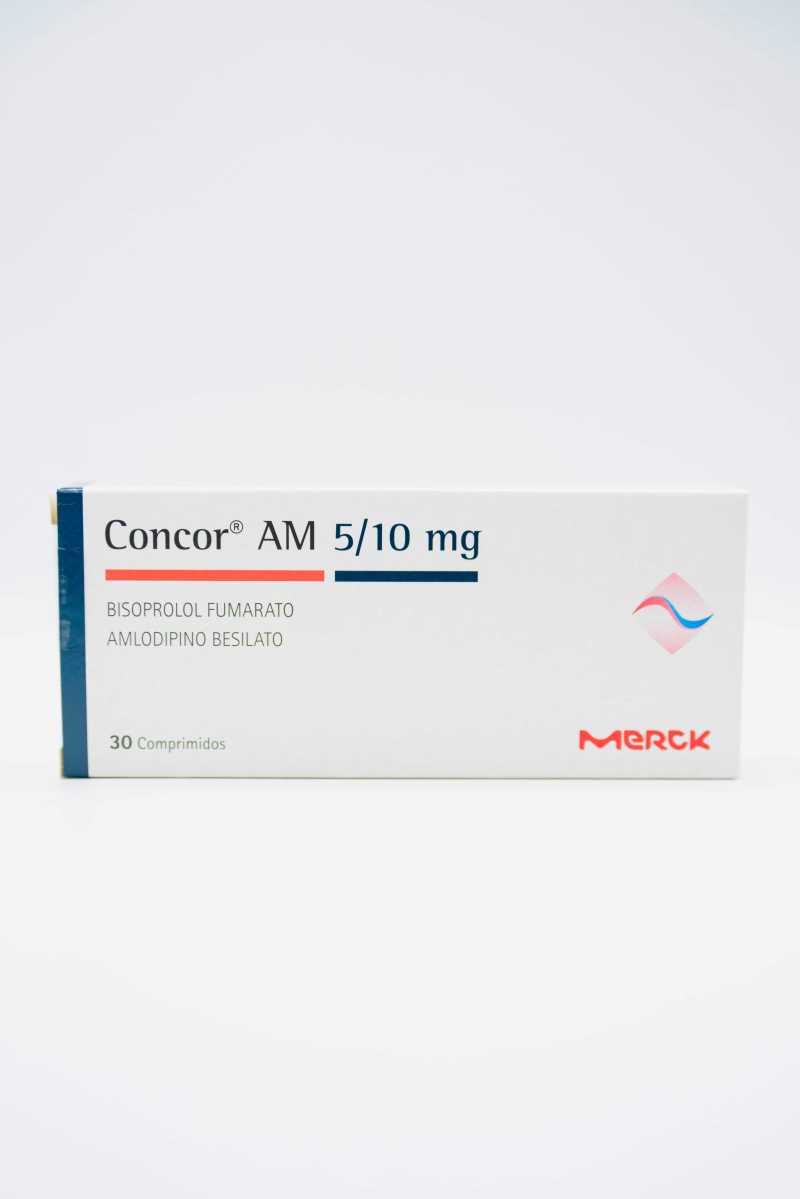 Concor® AM 5/10 mg
BISOPROLOL FUMARATO
AMLODIPINO BESILATO
30 Comprimidos
MERCK